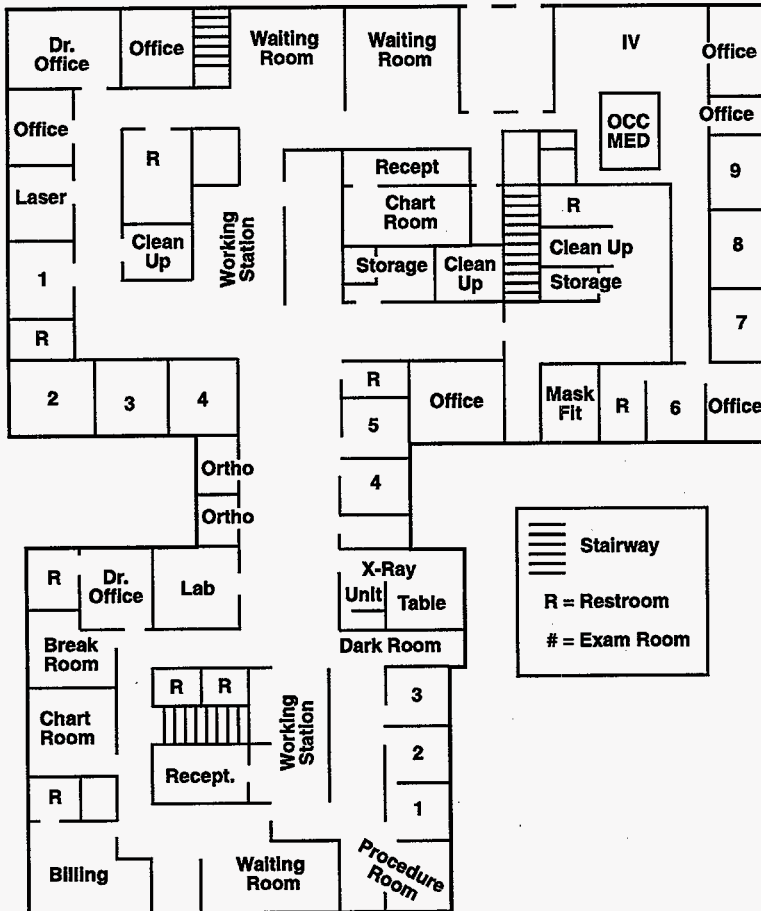 Dr.
Office
Office
Waiting
Room
Waiting
Room
IV
Office
Office
OCC
MED
Office
R
Recept
9
Laser
Chart
Room
R
Clean
Up
Working
Station
Clean Up
8
1
Storage
Clean
Up
Storage
7
R
2
3
4
R
5
Office
Mask
Fit
R
6
Office
Ortho
4
Ortho
Stairway
R = Restroom
# = Exam Room
R
Dr.
Office
Lab
X-Ray
Unit
Table
Break
Room
Dark Room
R
R
3
Chart
Room
Working
Station
2
Recept.
R
1
Billing
Waiting
Room
Procedure
Room